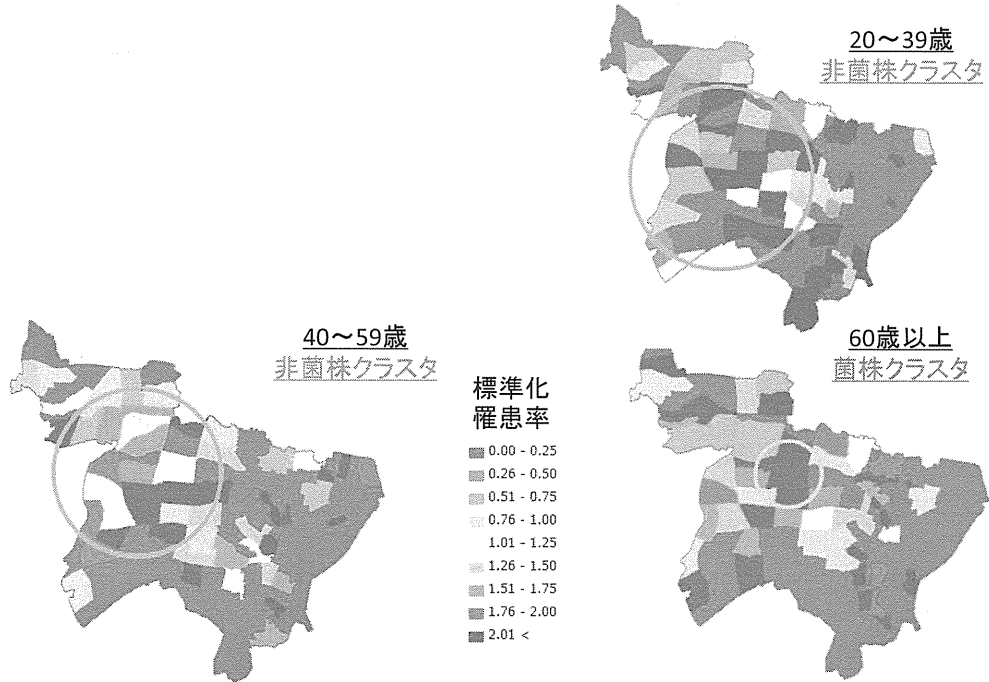 20～39歳
非菌株クラスタ
40～59歳
非菌株クラスタ
60歳以上
菌株クラスタ
標準化
罹患率
0.00 - 0.25
0.26 - 0.50
0.51 - 0.75
0.76 - 1.00
1.01 - 1.25
1.26 - 1.50
1.51 - 1.75
1.76 - 2.00
2.01 <